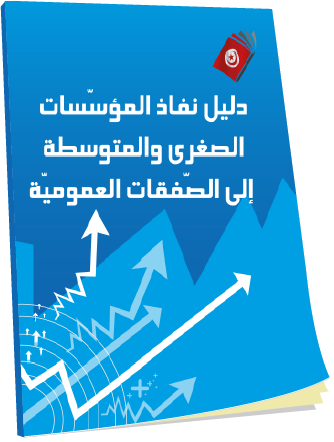 دليل نفاذ المؤسّسات
الصغرى والمتوسطة
إلى الصّفقات العموميّة